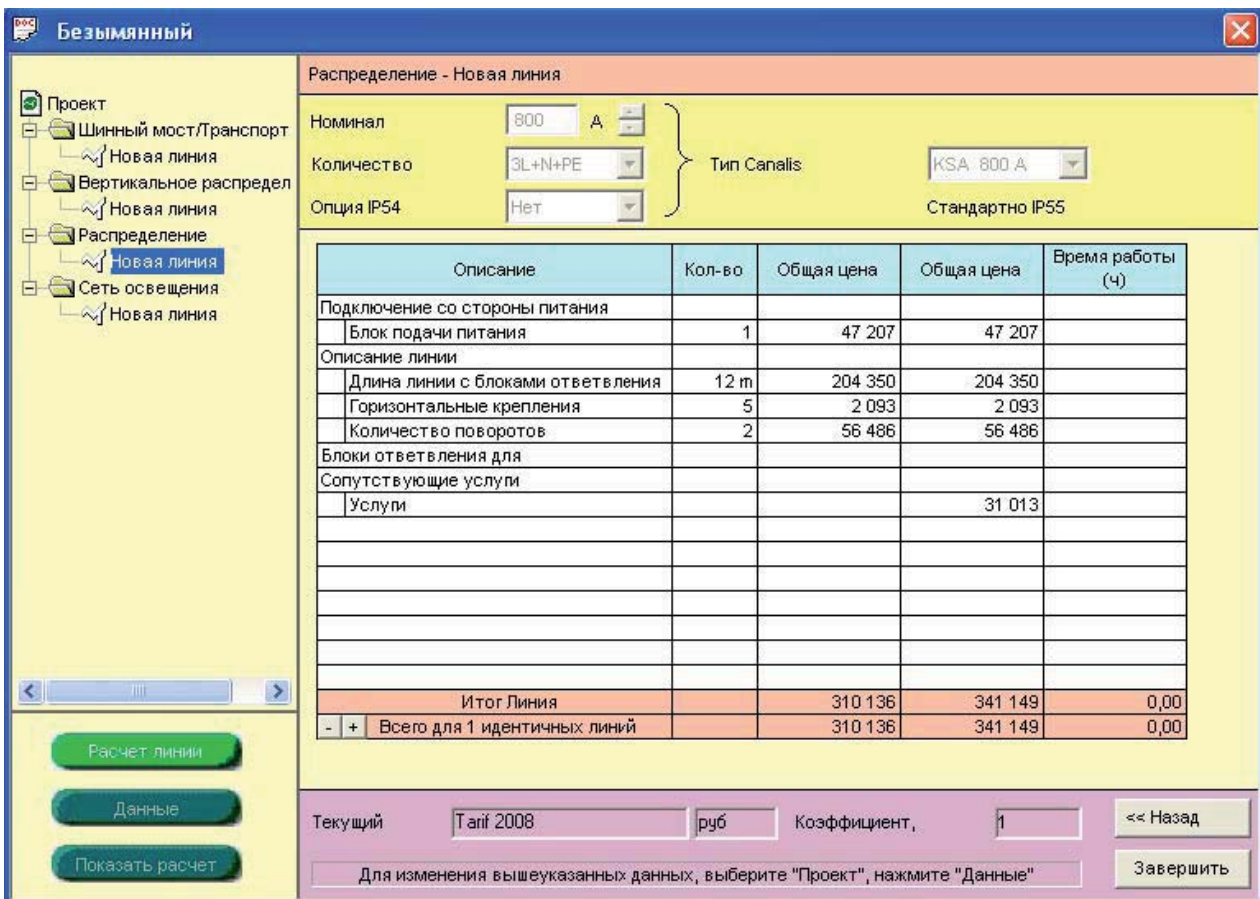 Безымянный
Проект
Шинный мост/Транспорт
Новая линия
Вертикальное распредел
Новая линия
Распределение
Новая линия
Сеть освещения
Новая линия
Расчет линии
Данные
Показать расчет
Распределение - Новая линия
Номинал 800 A
Количество 3L+N+PE Тип Canalis KSA 800 A
Опция IP54 Нет Стандартно IP55
Описание Кол-во Общая цена Общая цена Время работы (ч)
Подключение со стороны питания
Блок подачи питания 1 47 207 47 207
Описание линии
Длина линии с блоками ответвления 12 m 204 350 204 350
Горизонтальные крепления 5 2 093 2 093
Количество поворотов 2 56 486 56 486
Блоки ответвления для
Сопутствующие услуги
Услуги 31 013
Итог Линия 310 136 341 149 0,00
- + Всего для 1 идентичных линий 310 136 341 149 0,00
Текущий Tarif 2008 руб Коэффициент, 1 << Назад
Для изменения вышеуказанных данных, выберите "Проект", нажмите "Данные" Завершить